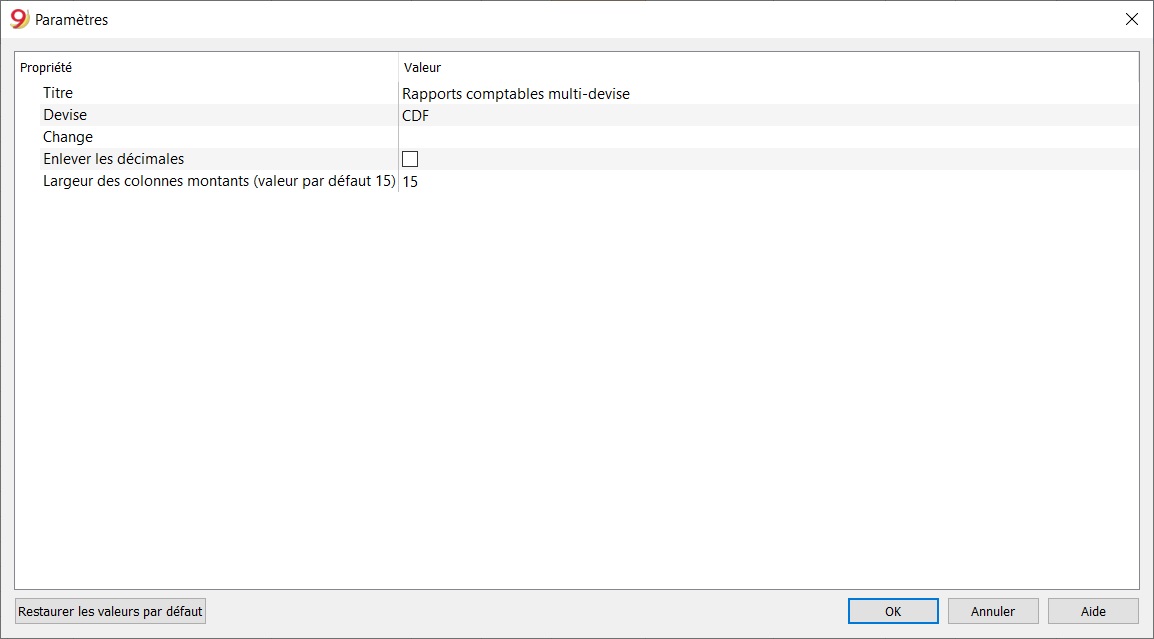 Paramètres
Propriété Valeur
Titre Rapports comptables multi-devise
Devise CDF
Change
Enlever les décimales
Largeur des colonnes montants (valeur par défaut 15) 15
Restaurer les valeurs par défaut OK Annuler Aide